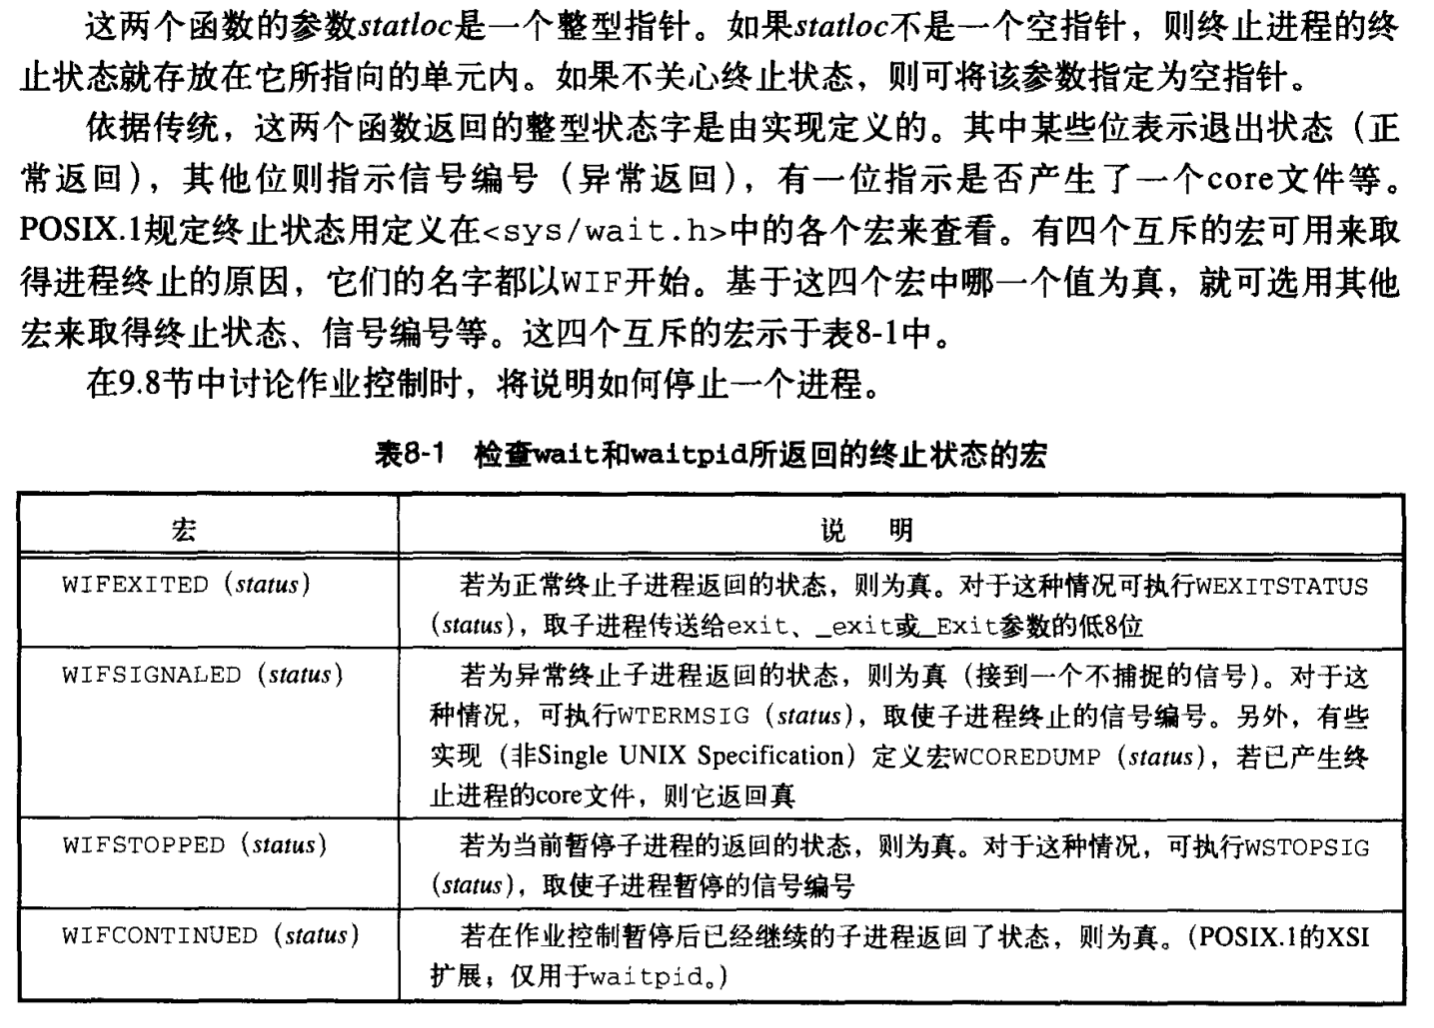 这两个函数的参数statloc是一个整型指针。如果statloc不是一个空指针，则终止进程的终
止状态就存放在它所指向的单元内。如果不关心终止状态，则可将该参数指定为空指针。
依据传统，这两个函数返回的整型状态字是由实现定义的。其中某些位表示退出状态（正
常返回），其他位则指示信号编号（异常返回），有一位指示是否产生了一个core文件等。
POSIX.1规定终止状态用定义在<sys/wait.h>中的各个宏来查看。有四个互斥的宏可用来取
得进程终止的原因，它们的名字都以WIF开始。基于这四个宏中哪一个值为真，就可选用其他
宏来取得终止状态、信号编号等。这四个互斥的宏示于表8-1中。
在9.8节中讨论作业控制时，将说明如何停止一个进程。
表8-1 检查wait和waitpid所返回的终止状态的宏
宏 说 明
WIFEXITED（status） 若为正常终止子进程返回的状态，则为真。对于这种情况可执行WEXITSTATUS
（status），取子进程传送给exit、_exit或_Exit参数的低8位
WIFSIGNALED（status） 若为异常终止子进程返回的状态，则为真（接到一个不捕捉的信号）。对于这
种情况，可执行WTERMSIG（status），取使子进程终止的信号编号。另外，有些
实现（非Single UNIX Specification）定义宏WCOREDUMP（status），若已产生终
止进程的core文件，则它返回真
WIFSTOPPED（status） 若为当前暂停子进程的返回的状态，则为真。对于这种情况，可执行WSTOPSIG
（status），取使子进程暂停的信号编号
WIFCONTINUED（status） 若在作业控制暂停后已经继续的子进程返回了状态，则为真。（POSIX.1的XSI
扩展；仅用于waitpid。）